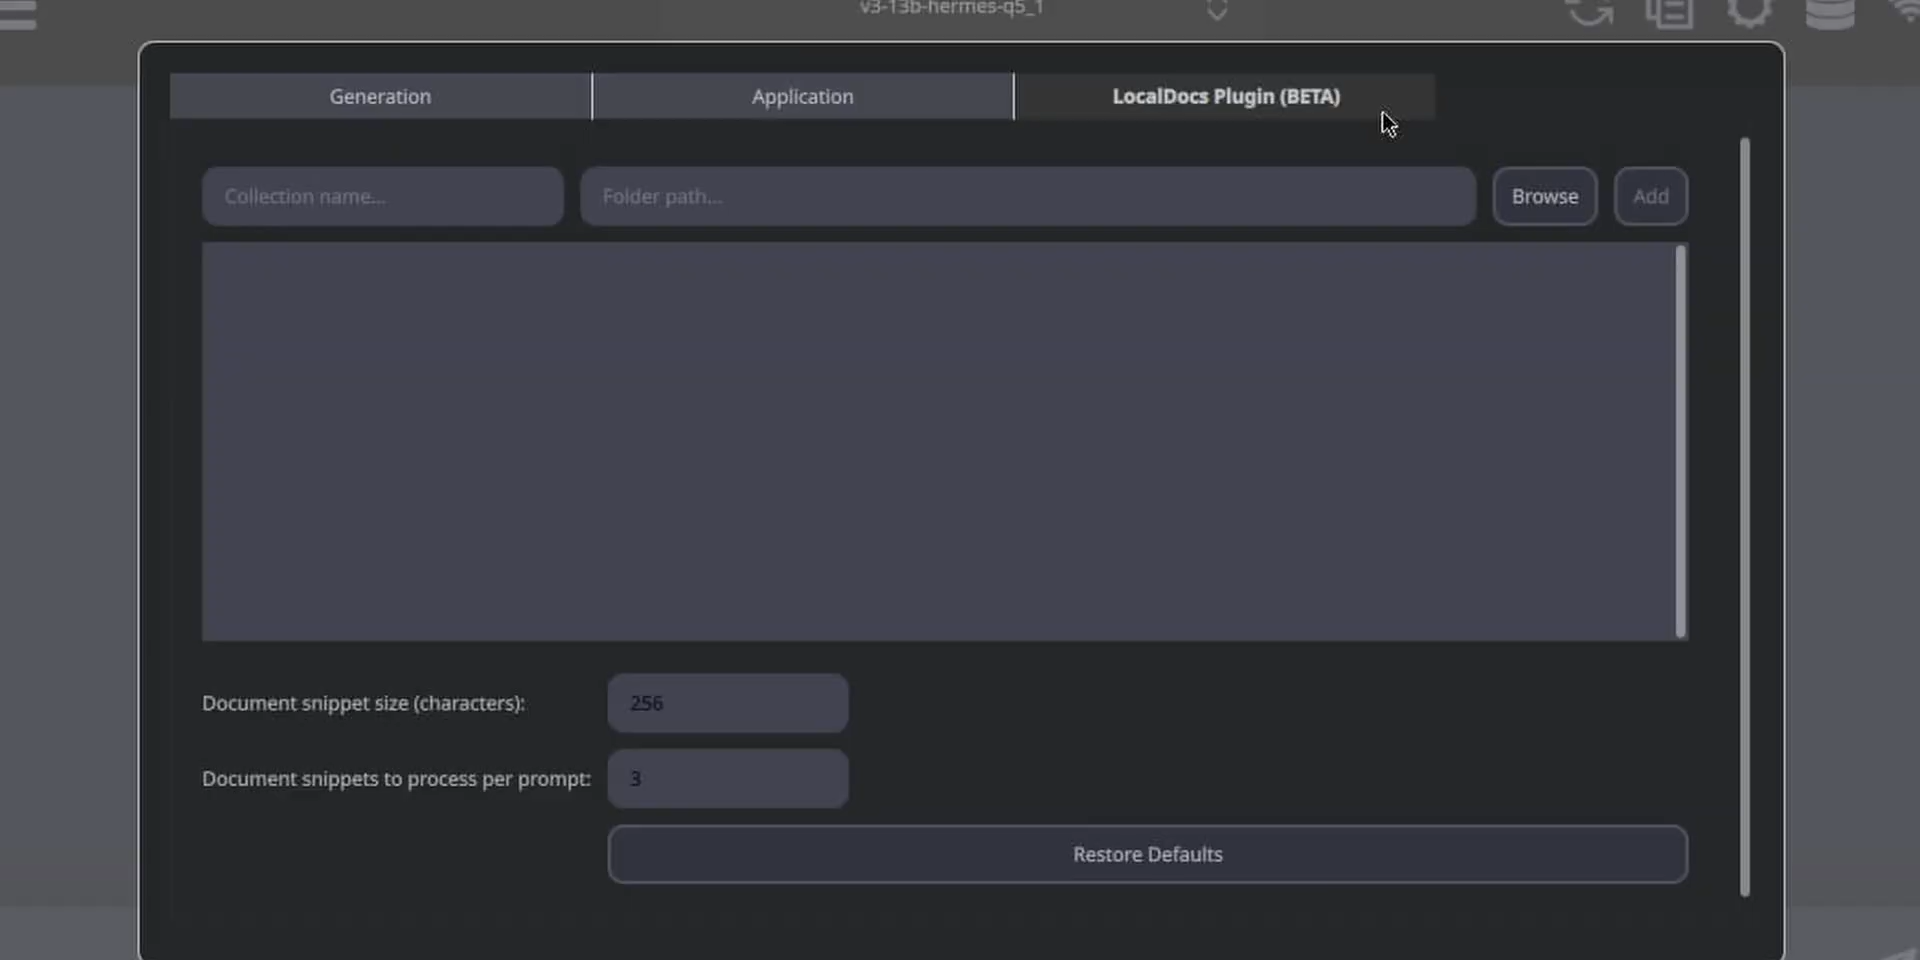 v3-13b-hermes-q5_1
Generation Application LocalDocs Plugin (BETA)
Collection name... Folder path... Browse Add
Document snippet size (characters): 256
Document snippets to process per prompt: 3
Restore Defaults